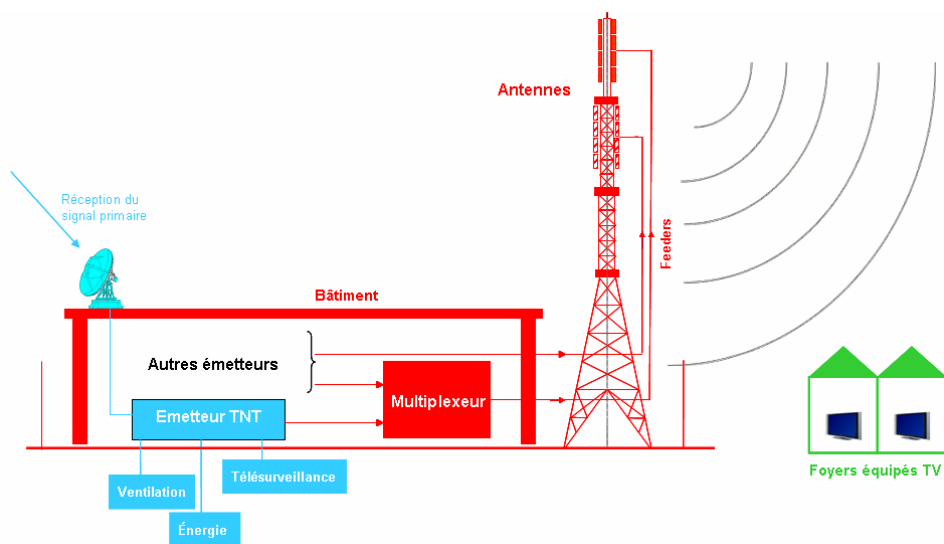 Antennes
Réception du
signal primaire
Feeders
Bâtiment
Autres émetteurs
Multiplexeur
Emetteur TNT
Télésurveillance
Ventilation
Énergie
Foyers équipés TV